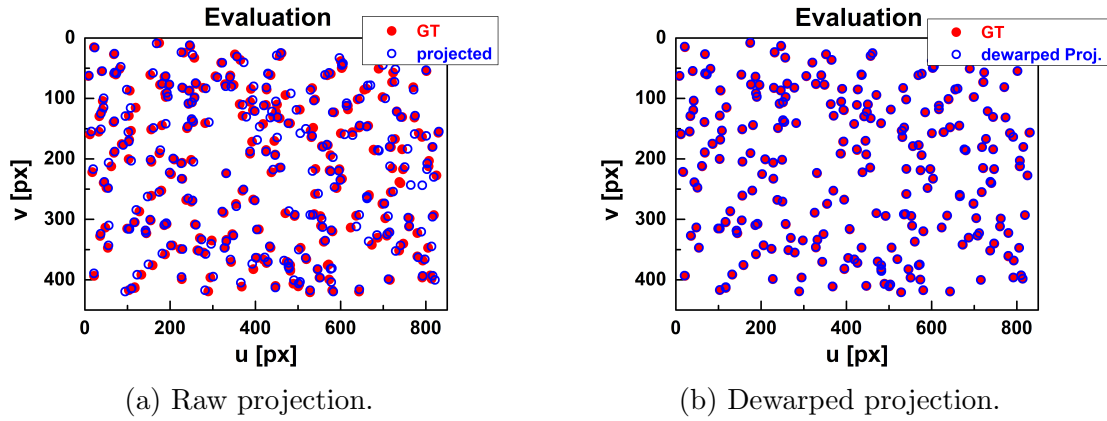 Evaluation
GT
projected
0
100
200
300
400
v [px]
0 200 400 600 800
u [px]
(a) Raw projection.
Evaluation
GT
dewarped Proj.
0
100
200
300
400
v [px]
0 200 400 600 800
u [px]
(b) Dewarped projection.